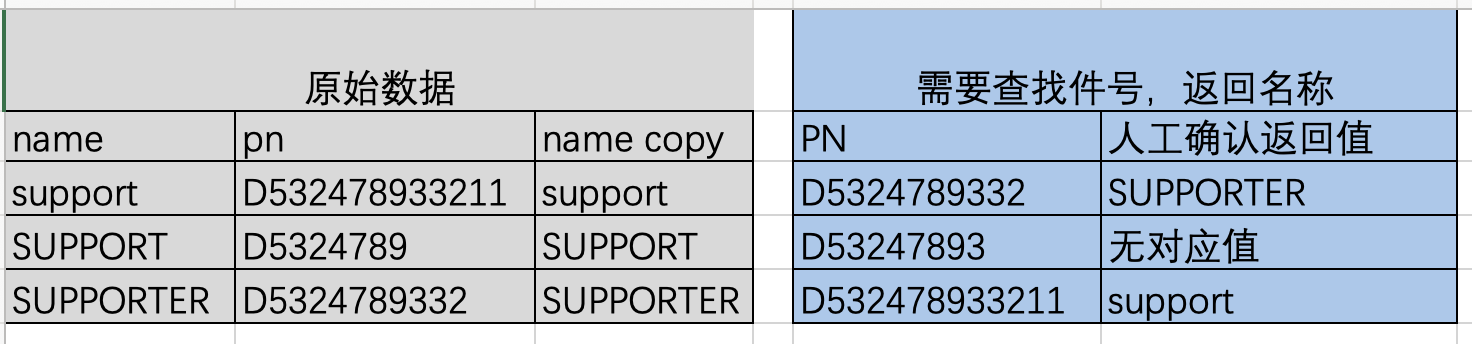 原始数据 需要查找件号，返回名称
name pn name copy PN 人工确认返回值
support D532478933211 support D5324789332 SUPPORTER
SUPPORT D5324789 SUPPORT D53247893 无对应值
SUPPORTER D5324789332 SUPPORTER D532478933211 support